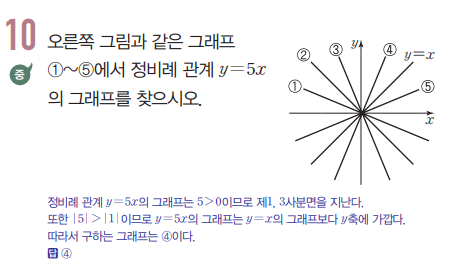 10 오른쪽 그림과 같은 그래프
중 ①~⑤에서 정비례 관계 y=5x
의 그래프를 찾으시오.
② ③ y ④ y=x
① ⑤
x
정비례 관계 y=5x의 그래프는 5>0이므로 제1, 3사분면을 지난다.
또한 |5|>|1|이므로 y=5x의 그래프는 y=x의 그래프보다 y축에 가깝다.
따라서 구하는 그래프는 ④이다.
답 ④